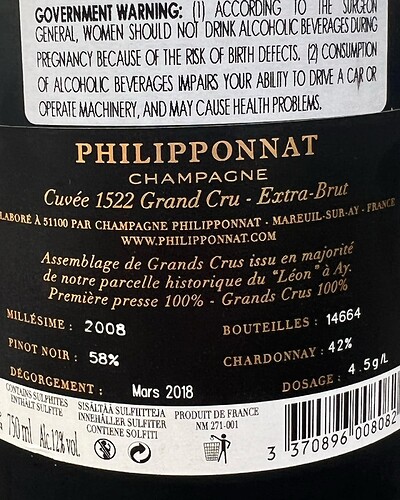 GOVERNMENT WARNING: (1) ACCORDING TO THE SURGEON
GENERAL, WOMEN SHOULD NOT DRINK ALCOHOLIC BEVERAGES DURING
PREGNANCY BECAUSE OF THE RISK OF BIRTH DEFECTS. (2) CONSUMPTION
OF ALCOHOLIC BEVERAGES IMPAIRS YOUR ABILITY TO DRIVE A CAR OR
OPERATE MACHINERY, AND MAY CAUSE HEALTH PROBLEMS.
PHILIPPONNAT
CHAMPAGNE
Cuvée 1522 Grand Cru - Extra-Brut
LABORÉ À 51100 PAR CHAMPAGNE PHILIPPONNAT - MAREUIL-SUR-AY - FRANCE
WWW.PHILIPPONNAT.COM
Assemblage de Grands Crus issu en majorité
de notre parcelle historique du "Léon" à Ay.
Première presse 100% - Grands Crus 100%
MILLÉSIME : 2008
BOUTEILLES : 14664
PINOT NOIR : 58%
CHARDONNAY : 42%
DÉGORGEMENT : Mars 2018
DOSAGE : 4.5g/L
CONTAINS SULPHITES
ENTHÄLT SULFITE
750 ml Alc.12% vol.
SISÄLTÄÄ SULFIITTEJA
INNEHÅLLER SULFITER
CONTIENE SOLFITI
PRODUIT DE FRANCE
NM 271-001
3 370896 008082